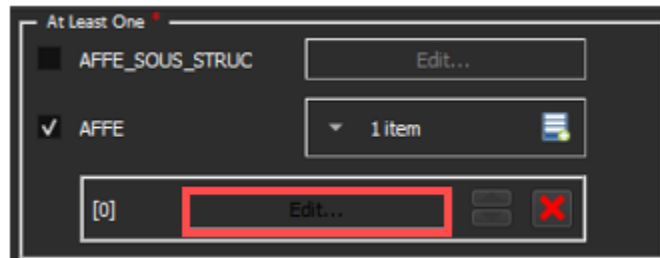 At Least One *
AFFE_SOUS_STRUC Edit...
AFFE 1 item
[0] Edit...